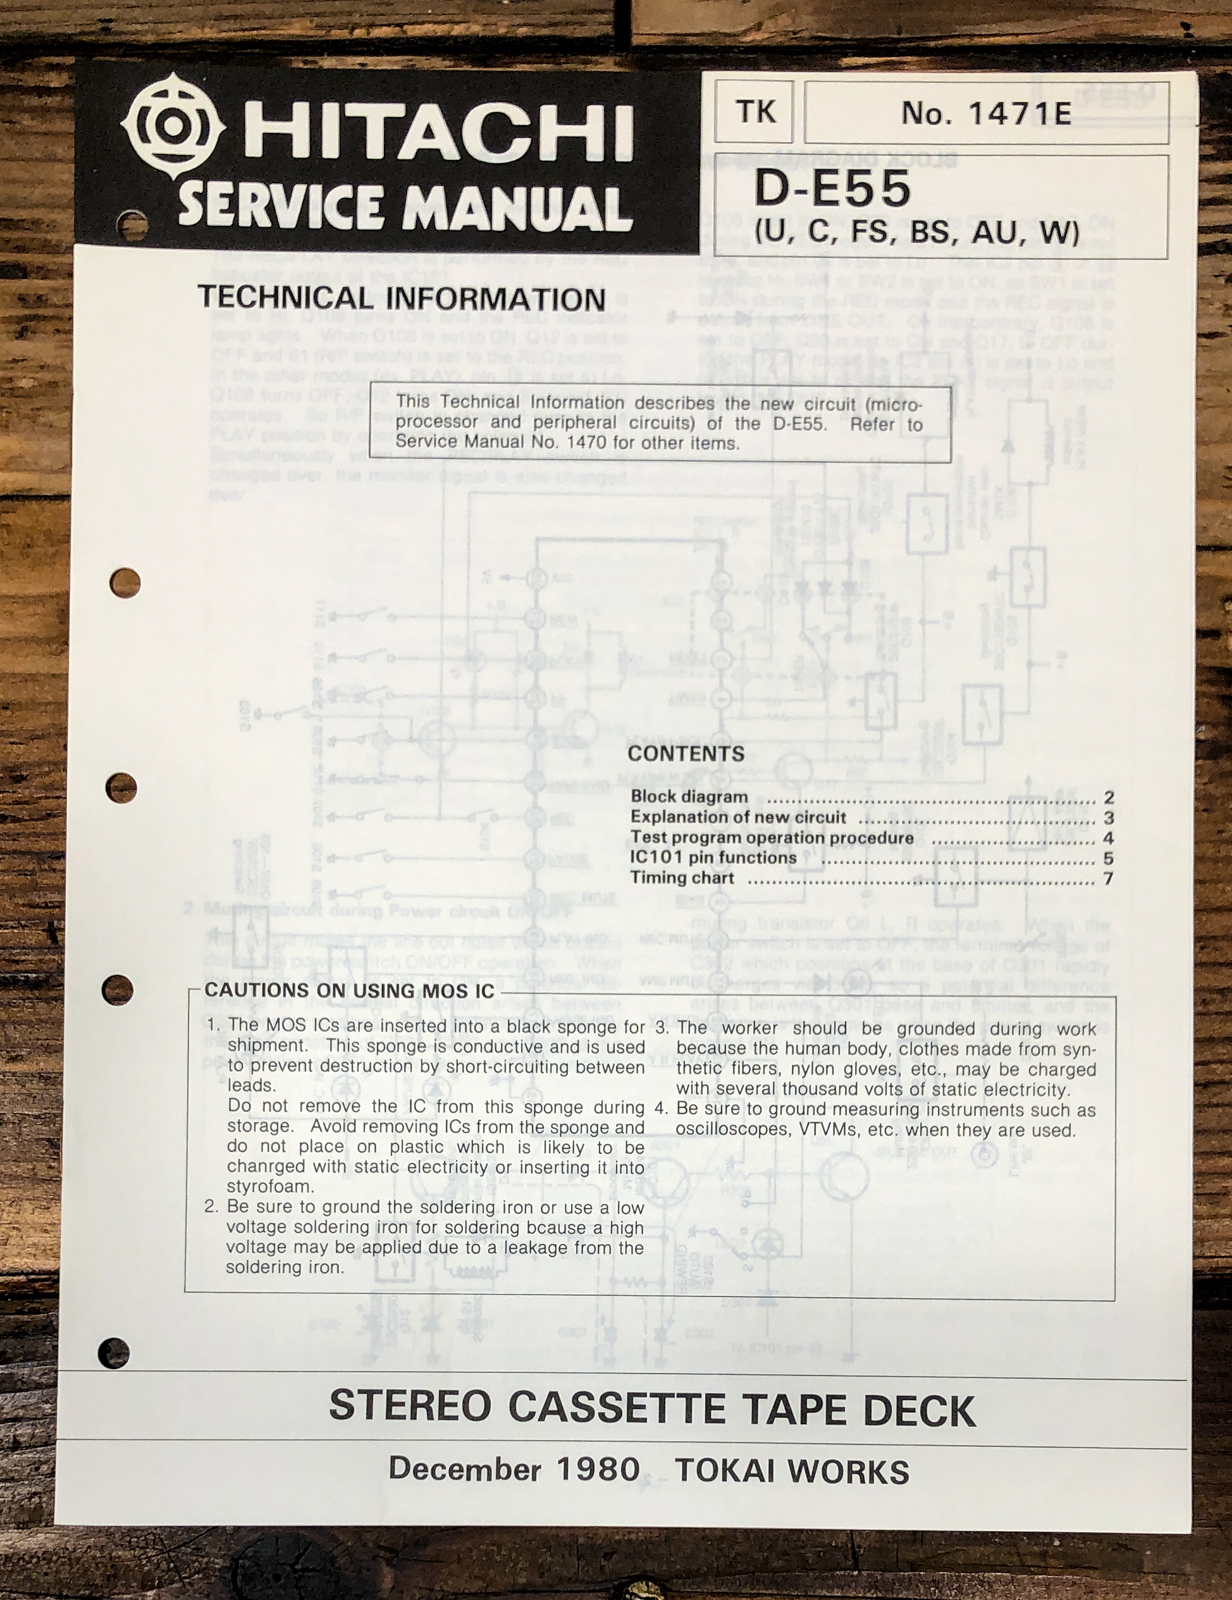 HITACHI
SERVICE MANUAL
TK
No. 1471E
D-E55
(U, C, FS, BS, AU, W)
TECHNICAL INFORMATION
This Technical Information describes the new circuit (micro-
processor and peripheral circuits) of the D-E55. Refer to
Service Manual No. 1470 for other items.
CONTENTS
Block diagram ........................................................ 2
Explanation of new circuit ........................................ 3
Test program operation procedure ........................... 4
IC101 pin functions ............................................... 5
Timing chart ........................................................... 7
CAUTIONS ON USING MOS IC
1. The MOS ICs are inserted into a black sponge for
shipment. This sponge is conductive and is used
to prevent destruction by short-circuiting between
leads.
Do not remove the IC from this sponge during
storage. Avoid removing ICs from the sponge and
do not place on plastic which is likely to be
chanrged with static electricity or inserting it into
styrofoam.
2. Be sure to ground the soldering iron or use a low
voltage soldering iron for soldering bcause a high
voltage may be applied due to a leakage from the
soldering iron.
3. The worker should be grounded during work
because the human body, clothes made from syn-
thetic fibers, nylon gloves, etc., may be charged
with several thousand volts of static electricity.
4. Be sure to ground measuring instruments such as
oscilloscopes, VTVMs, etc. when they are used.
STEREO CASSETTE TAPE DECK
December 1980 TOKAI WORKS